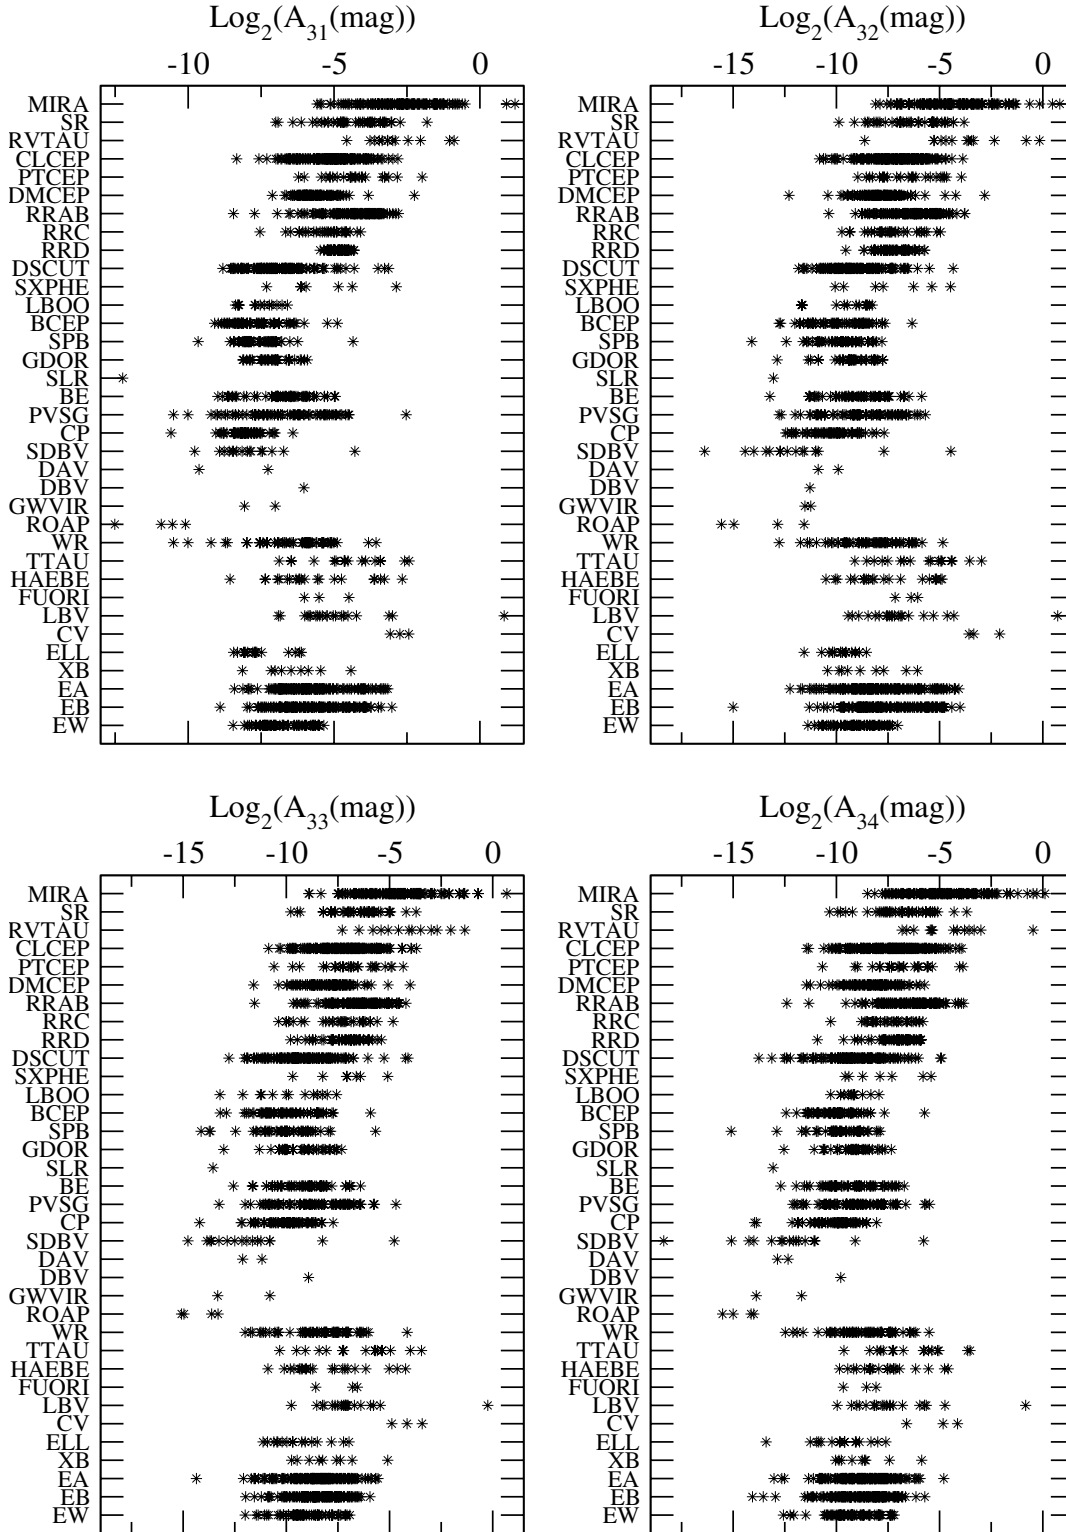 Log2(A31(mag)) Log2(A32(mag))
-10 -5 0 -15 -10 -5 0
MIRA MIRA
SR SR
RVTAU RVTAU
CLCEP CLCEP
PTCEP PTCEP
DMCEP DMCEP
RRAB RRAB
RRC RRC
RRD RRD
DSCUT DSCUT
SXPHE SXPHE
LBOO LBOO
BCEP BCEP
SPB SPB
GDOR GDOR
SLR SLR
BE BE
PVSG PVSG
CP CP
SDBV SDBV
DAV DAV
DBV DBV
GWVIR GWVIR
ROAP ROAP
WR WR
TTAU TTAU
HAEBE HAEBE
FUORI FUORI
LBV LBV
CV CV
ELL ELL
XB XB
EA EA
EB EB
EW EW
Log2(A33(mag)) Log2(A34(mag))
-15 -10 -5 0 -15 -10 -5 0
MIRA MIRA
SR SR
RVTAU RVTAU
CLCEP CLCEP
PTCEP PTCEP
DMCEP DMCEP
RRAB RRAB
RRC RRC
RRD RRD
DSCUT DSCUT
SXPHE SXPHE
LBOO LBOO
BCEP BCEP
SPB SPB
GDOR GDOR
SLR SLR
BE BE
PVSG PVSG
CP CP
SDBV SDBV
DAV DAV
DBV DBV
GWVIR GWVIR
ROAP ROAP
WR WR
TTAU TTAU
HAEBE HAEBE
FUORI FUORI
LBV LBV
CV CV
ELL ELL
XB XB
EA EA
EB EB
EW EW